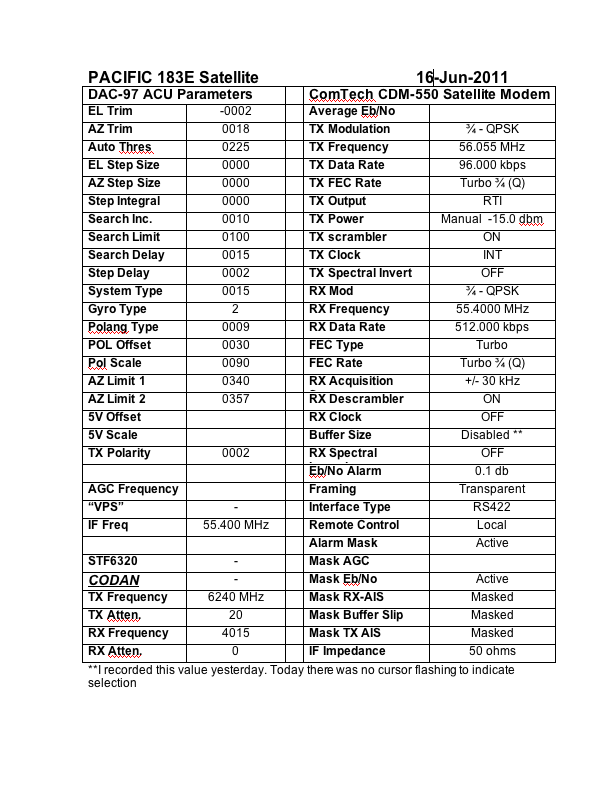 PACIFIC 183E Satellite 16-Jun-2011
DAC-97 ACU Parameters ComTech CDM-550 Satellite Modem
EL Trim -0002 Average Eb/No
AZ Trim 0018 TX Modulation ¾ - QPSK
Auto Thres 0225 TX Frequency 56.055 MHz
EL Step Size 0000 TX Data Rate 96.000 kbps
AZ Step Size 0000 TX FEC Rate Turbo ¾ (Q)
Step Integral 0000 TX Output RTI
Search Inc. 0010 TX Power Manual -15.0 dbm
Search Limit 0100 TX scrambler ON
Search Delay 0015 TX Clock INT
Step Delay 0002 TX Spectral Invert OFF
System Type 0015 RX Mod ¾ - QPSK
Gyro Type 2 RX Frequency 55.4000 MHz
Polang Type 0009 RX Data Rate 512.000 kbps
POL Offset 0030 FEC Type Turbo
Pol Scale 0090 FEC Rate Turbo ¾ (Q)
AZ Limit 1 0340 RX Acquisition +/- 30 kHz
AZ Limit 2 0357 RX Descrambler ON
5V Offset RX Clock OFF
5V Scale Buffer Size Disabled **
TX Polarity 0002 RX Spectral OFF
Eb/No Alarm 0.1 db
AGC Frequency Framing Transparent
“VPS” - Interface Type RS422
IF Freq 55.400 MHz Remote Control Local
Alarm Mask Active
STF6320 - Mask AGC
CODAN - Mask Eb/No Active
TX Frequency 6240 MHz Mask RX-AIS Masked
TX Atten. 20 Mask Buffer Slip Masked
RX Frequency 4015 Mask TX AIS Masked
RX Atten. 0 IF Impedance 50 ohms
**I recorded this value yesterday. Today there was no cursor flashing to indicate
selection